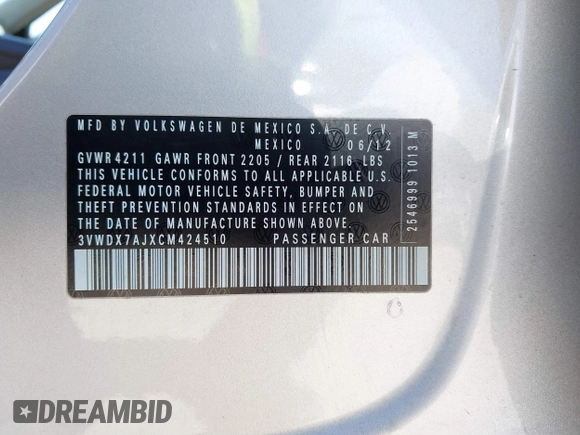 MFD BY VOLKSWAGEN DE MEXICO S.A. DE C.V.
MEXICO 06/12
GVWR 4211 GAWR FRONT 2205 / REAR 2116 LBS
THIS VEHICLE CONFORMS TO ALL APPLICABLE U.S.
FEDERAL MOTOR VEHICLE SAFETY, BUMPER AND
THEFT PREVENTION STANDARDS IN EFFECT ON
THE DATE OF MANUFACTURE SHOWN ABOVE.
3VWDX7AJXCM424510 PASSENGER CAR
2546999 1013 M
DREAMBID